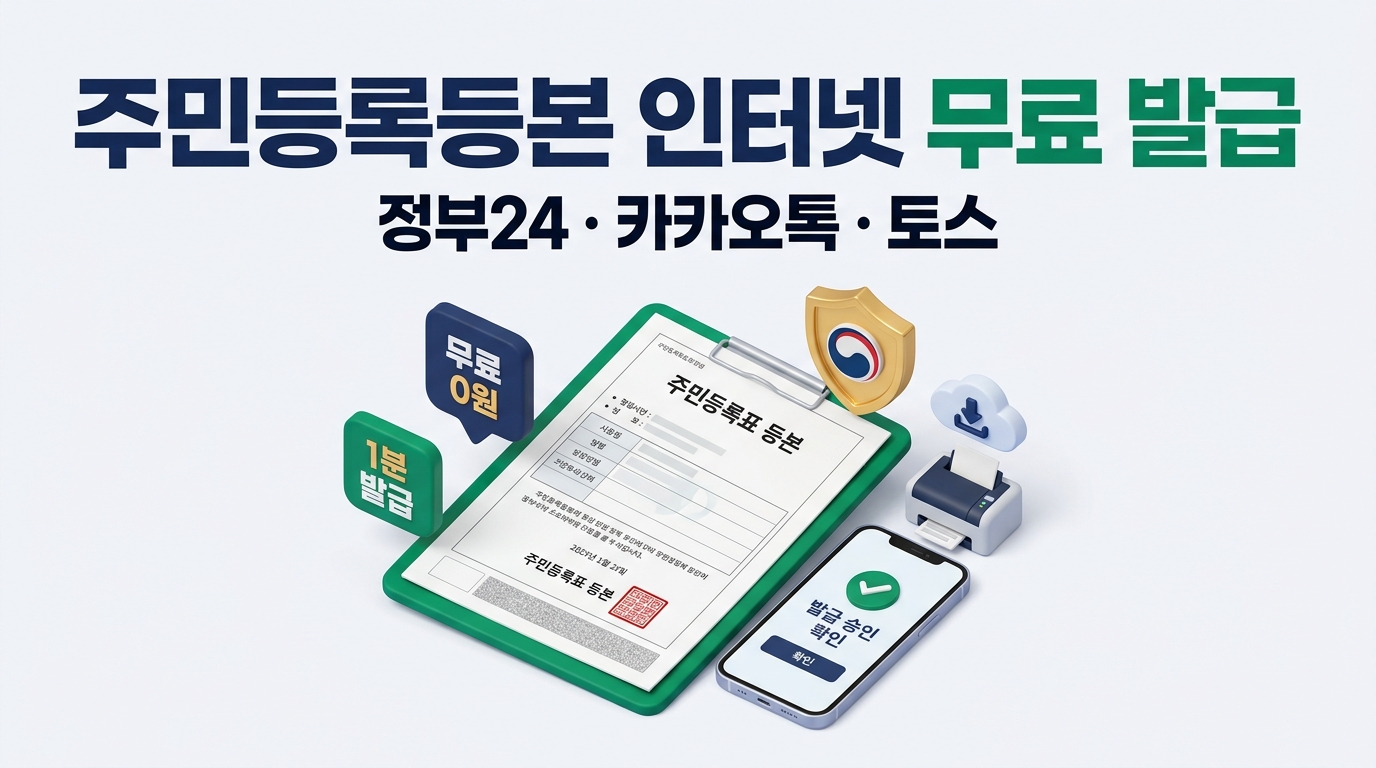 주민등록등본 인터넷 무료 발급
정부24 · 카카오톡 · 토스
무료
0원
1분
발급
주민등록표 등본
주민등록표 등본
발급 승인
확인
확인